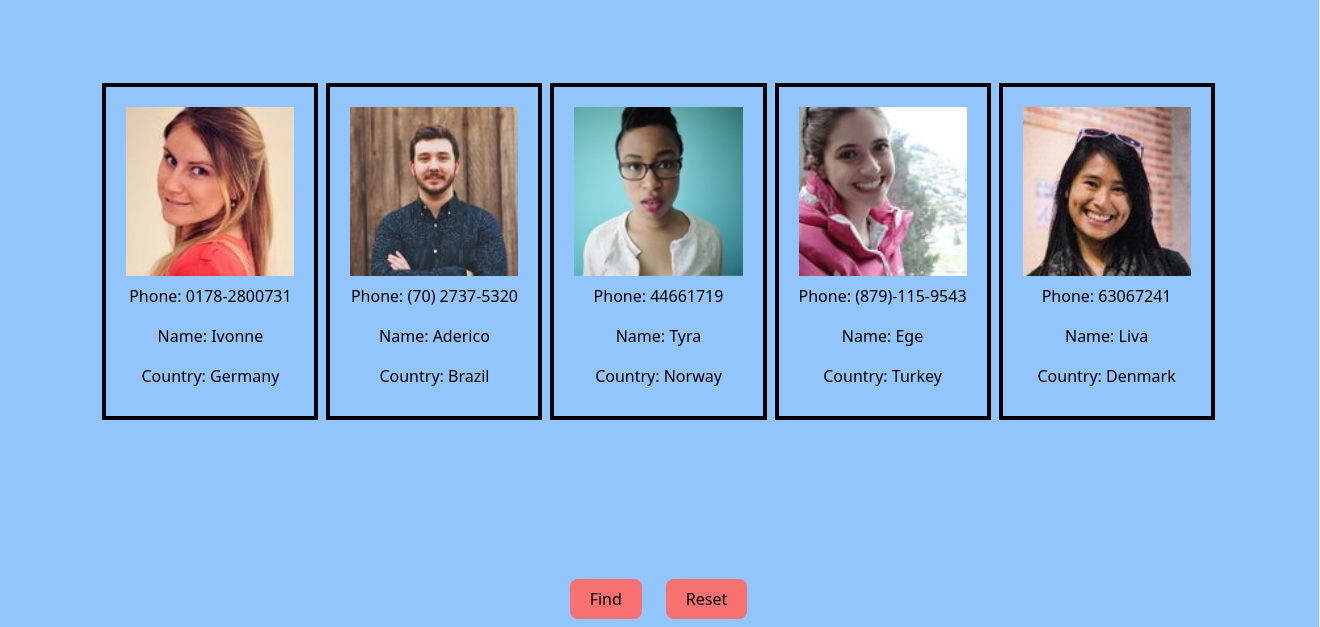 Phone: 0178-2800731
Name: Ivonne
Country: Germany
Phone: (70) 2737-5320
Name: Aderico
Country: Brazil
Phone: 44661719
Name: Tyra
Country: Norway
Phone: (879)-115-9543
Name: Ege
Country: Turkey
Phone: 63067241
Name: Liva
Country: Denmark
Find
Reset